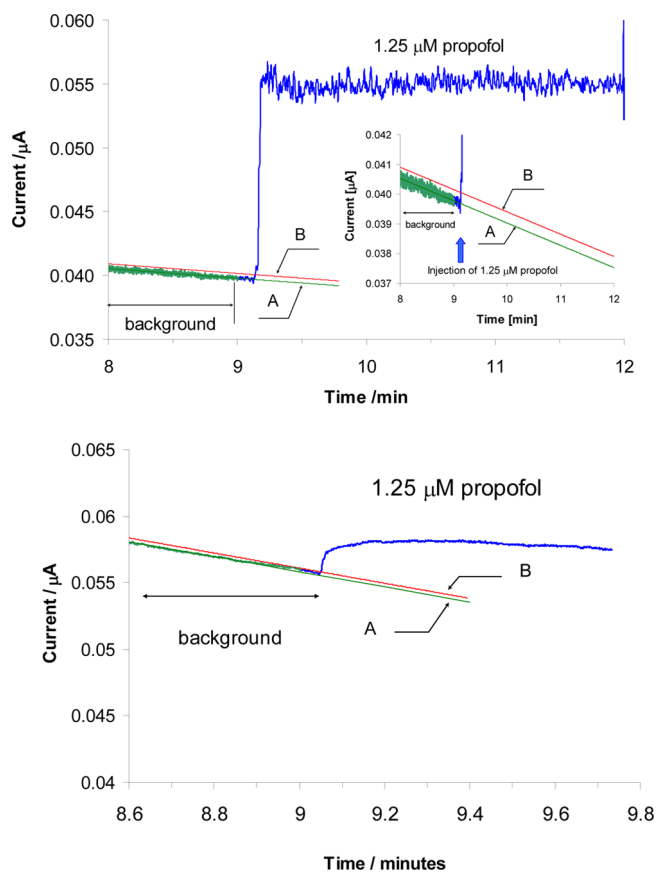 0.060
0.055
0.050
0.045
0.040
0.035
Current /μA
1.25 μM propofol
B
A
background
8
9
10
11
12
Time /min
0.042
0.041
0.040
0.039
0.038
0.037
Current [μA]
B
A
background
Injection of 1.25 μM propofol
8
9
10
11
12
Time [min]
0.065
0.06
0.055
0.05
0.045
0.04
Current / μA
1.25 μM propofol
B
A
background
8.6
8.8
9
9.2
9.4
9.6
9.8
Time / minutes